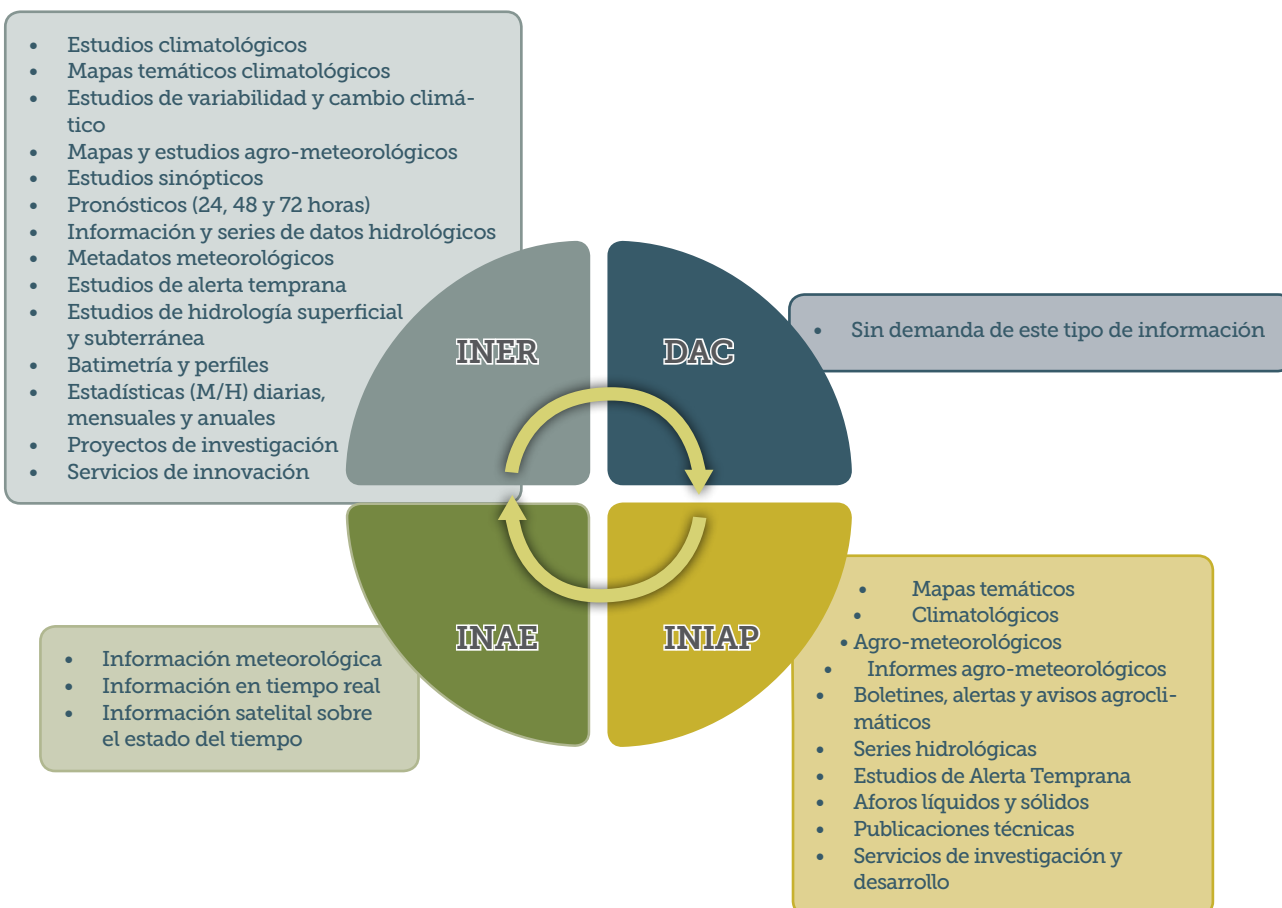 • Estudios climatológicos
• Mapas temáticos climatológicos
• Estudios de variabilidad y cambio climá-
tico
• Mapas y estudios agro-meteorológicos
• Estudios sinópticos
• Pronósticos (24, 48 y 72 horas)
• Información y series de datos hidrológicos
• Metadatos meteorológicos
• Estudios de alerta temprana
• Estudios de hidrología superficial
y subterránea
• Batimetría y perfiles
• Estadísticas (M/H) diarias,
mensuales y anuales
• Proyectos de investigación
• Servicios de innovación
INER
DAC
• Sin demanda de este tipo de información
INAE
INIAP
• Información meteorológica
• Información en tiempo real
• Información satelital sobre
el estado del tiempo
• Mapas temáticos
• Climatológicos
• Agro-meteorológicos
• Informes agro-meteorológicos
• Boletines, alertas y avisos agrocli-
máticos
• Series hidrológicas
• Estudios de Alerta Temprana
• Aforos líquidos y sólidos
• Publicaciones técnicas
• Servicios de investigación y
desarrollo